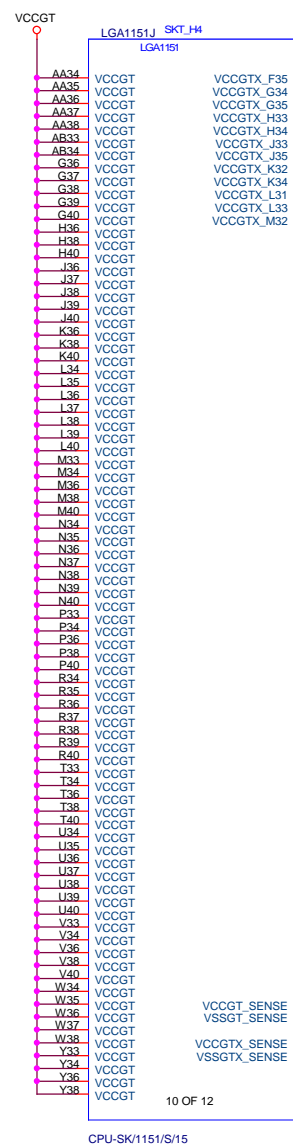 VCCGT
LGA1151J SKT_H4
LGA1151
AA34 VCCGT VCCGTX_F35
AA35 VCCGT VCCGTX_G34
AA36 VCCGT VCCGTX_G35
AA37 VCCGT VCCGTX_H33
AA38 VCCGT VCCGTX_H34
AB33 VCCGT VCCGTX_J33
AB34 VCCGT VCCGTX_J35
G36 VCCGT VCCGTX_K32
G37 VCCGT VCCGTX_K34
G38 VCCGT VCCGTX_L31
G39 VCCGT VCCGTX_L33
G40 VCCGT VCCGTX_M32
H36 VCCGT
H38 VCCGT
H40 VCCGT
J36 VCCGT
J37 VCCGT
J38 VCCGT
J39 VCCGT
J40 VCCGT
K36 VCCGT
K38 VCCGT
K40 VCCGT
L34 VCCGT
L35 VCCGT
L36 VCCGT
L37 VCCGT
L38 VCCGT
L39 VCCGT
L40 VCCGT
M33 VCCGT
M34 VCCGT
M36 VCCGT
M38 VCCGT
M40 VCCGT
N34 VCCGT
N35 VCCGT
N36 VCCGT
N37 VCCGT
N38 VCCGT
N39 VCCGT
N40 VCCGT
P33 VCCGT
P34 VCCGT
P36 VCCGT
P38 VCCGT
P40 VCCGT
R34 VCCGT
R35 VCCGT
R36 VCCGT
R37 VCCGT
R38 VCCGT
R39 VCCGT
R40 VCCGT
T33 VCCGT
T34 VCCGT
T36 VCCGT
T38 VCCGT
T40 VCCGT
U34 VCCGT
U35 VCCGT
U36 VCCGT
U37 VCCGT
U38 VCCGT
U39 VCCGT
U40 VCCGT
V33 VCCGT
V34 VCCGT
V36 VCCGT
V38 VCCGT
V40 VCCGT
W34 VCCGT
W35 VCCGT VCCGT_SENSE
W36 VCCGT VSSGT_SENSE
W37 VCCGT
W38 VCCGT VCCGTX_SENSE
Y33 VCCGT VSSGTX_SENSE
Y34 VCCGT
Y36 VCCGT
Y38 VCCGT 10 OF 12
CPU-SK/1151/S/15